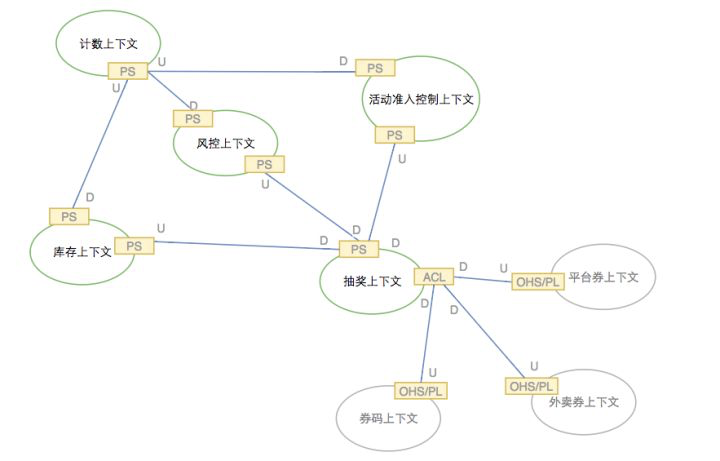 计数上下文
PS
U
U
D
PS
活动准入控制上下文
PS
U
D
PS
风控上下文
PS
U
D
PS
库存上下文
PS
U
D
D
D
PS
抽奖上下文
ACL
D
D
D
U
OHS/PL
平台券上下文
U
OHS/PL
外卖券上下文
U
OHS/PL
券码上下文